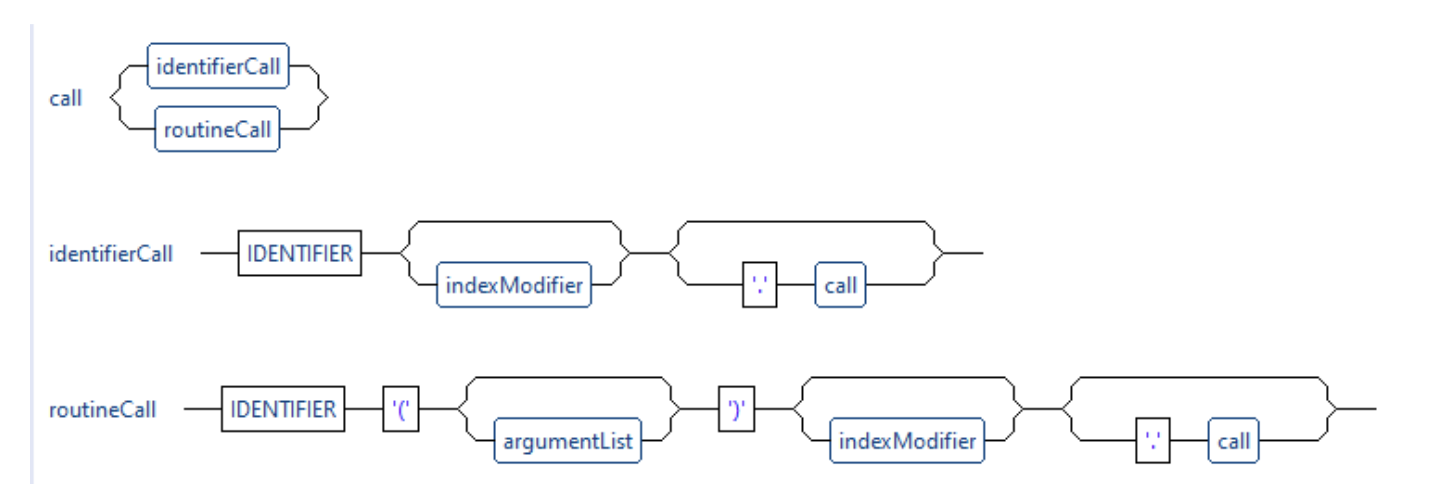 identifierCall
call
routineCall
identifierCall IDENTIFIER indexModifier '.' call
routineCall IDENTIFIER '(' argumentList ')' indexModifier '.' call